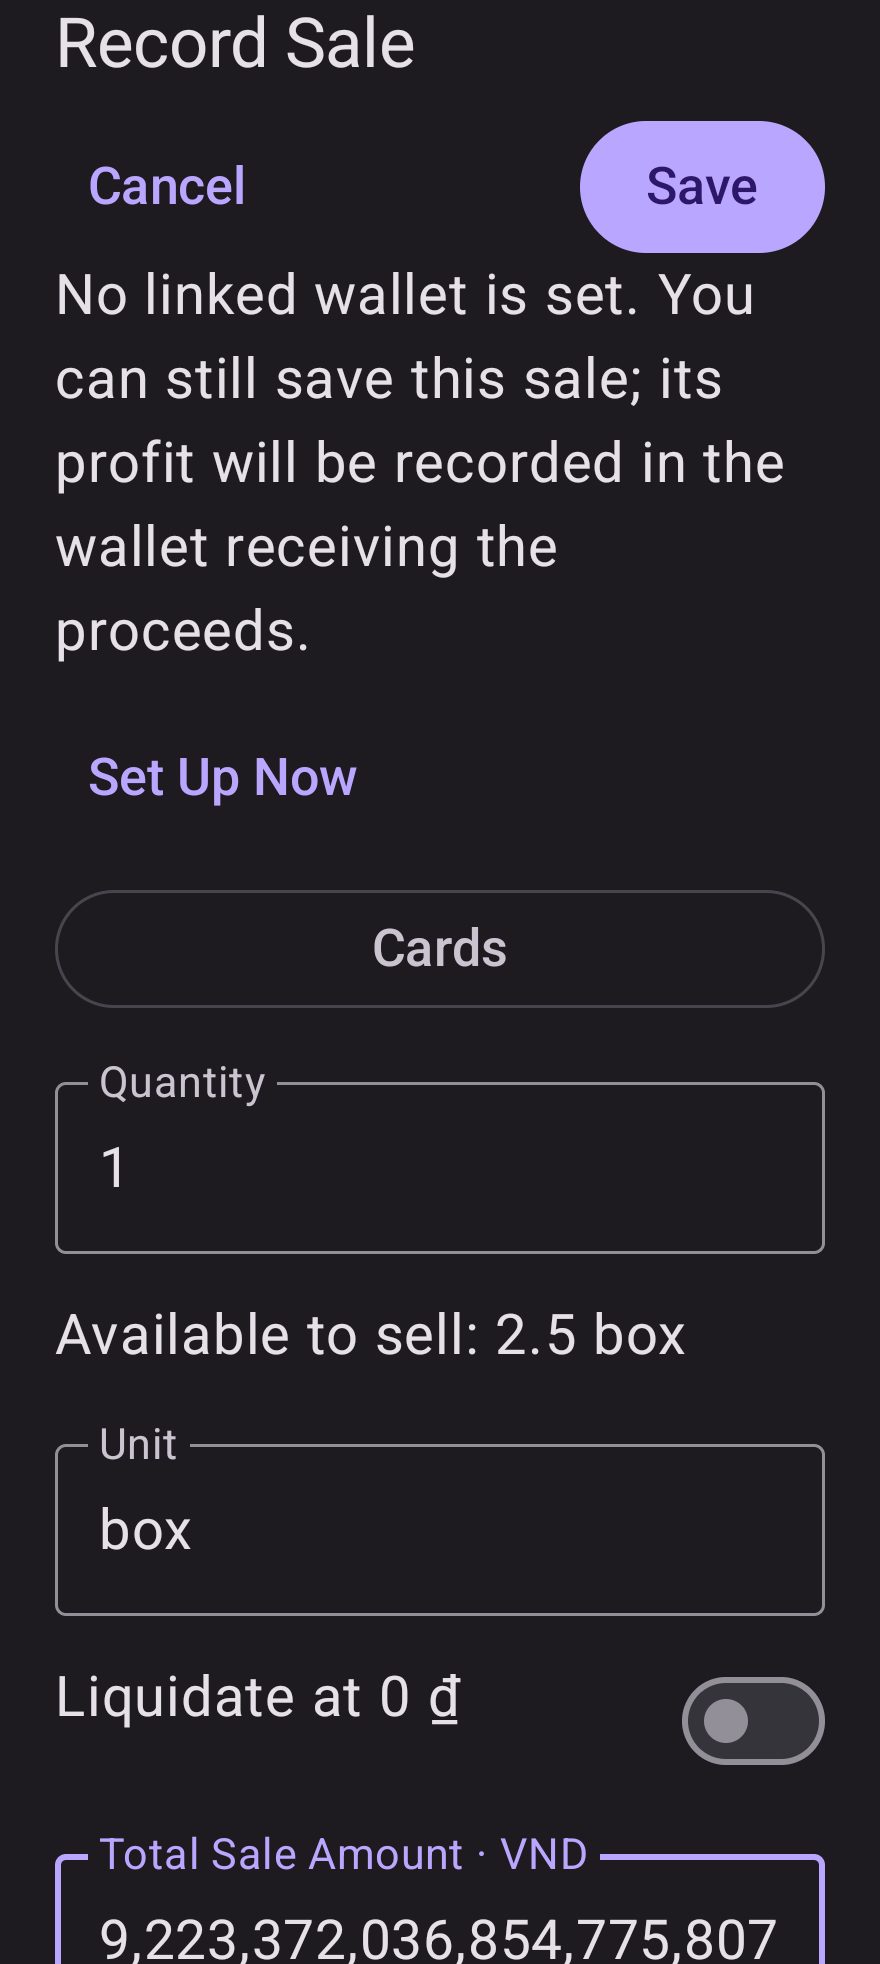 Record Sale
Cancel
Save
No linked wallet is set. You
can still save this sale; its
profit will be recorded in the
wallet receiving the
proceeds.
Set Up Now
Cards
Quantity
1
Available to sell: 2.5 box
Unit
box
Liquidate at 0 ₫
Total Sale Amount · VND
9,223,372,036,854,775,807